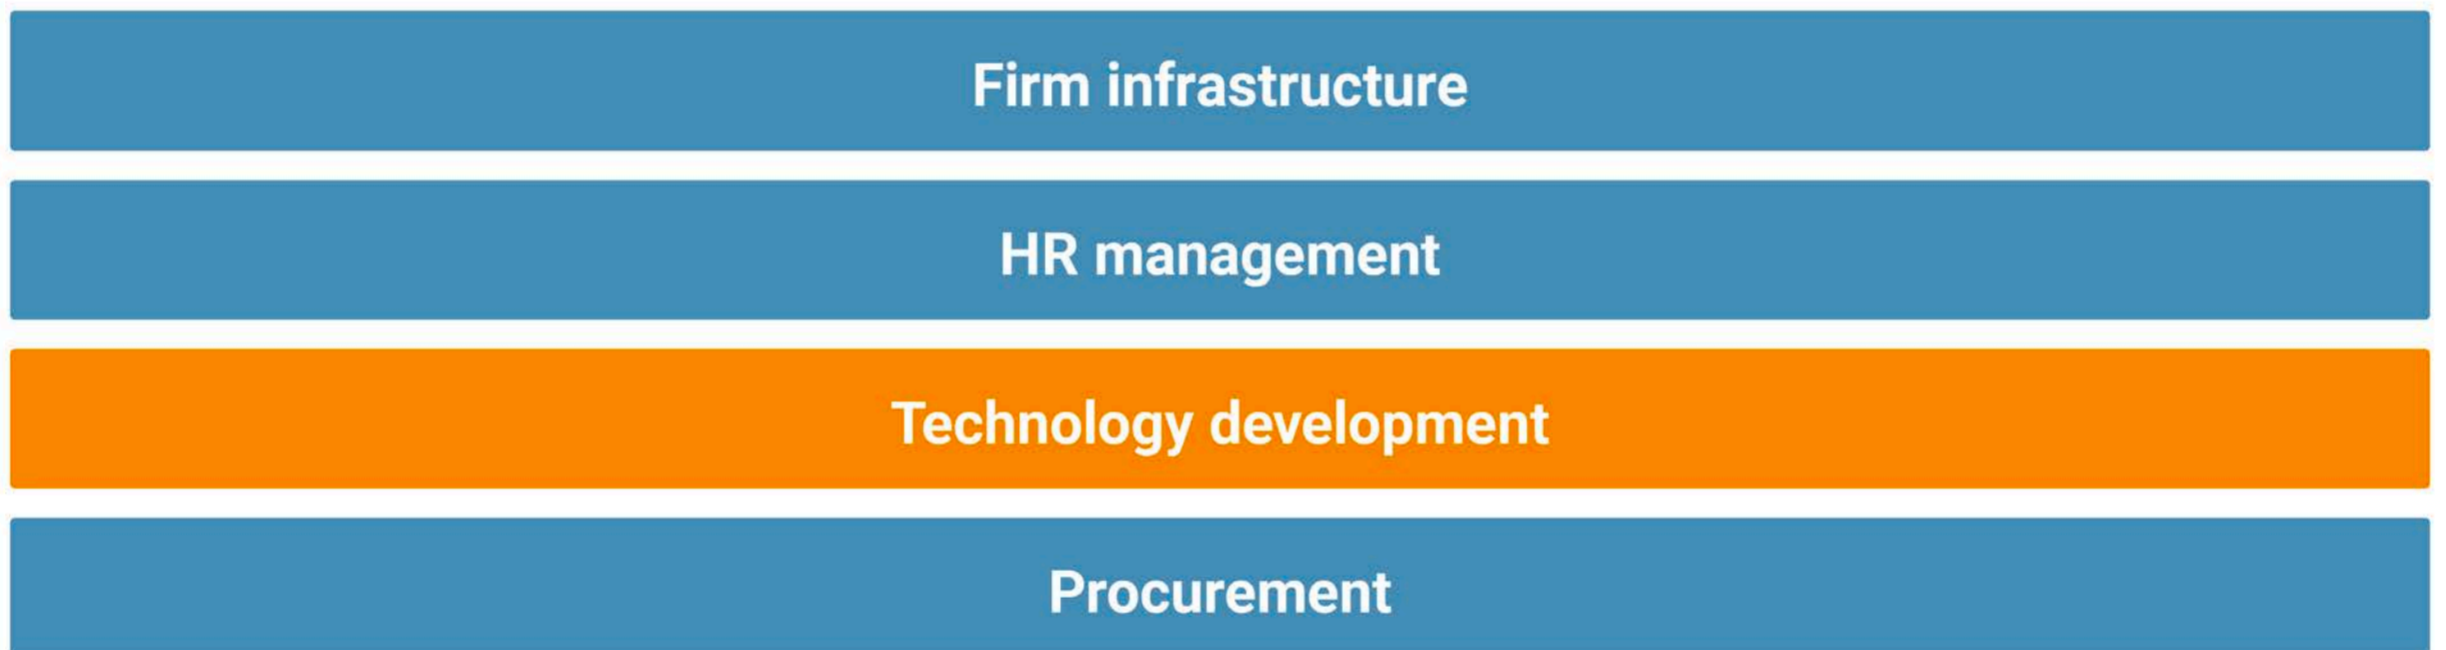 Firm infrastructure
HR management
Technology development
Procurement